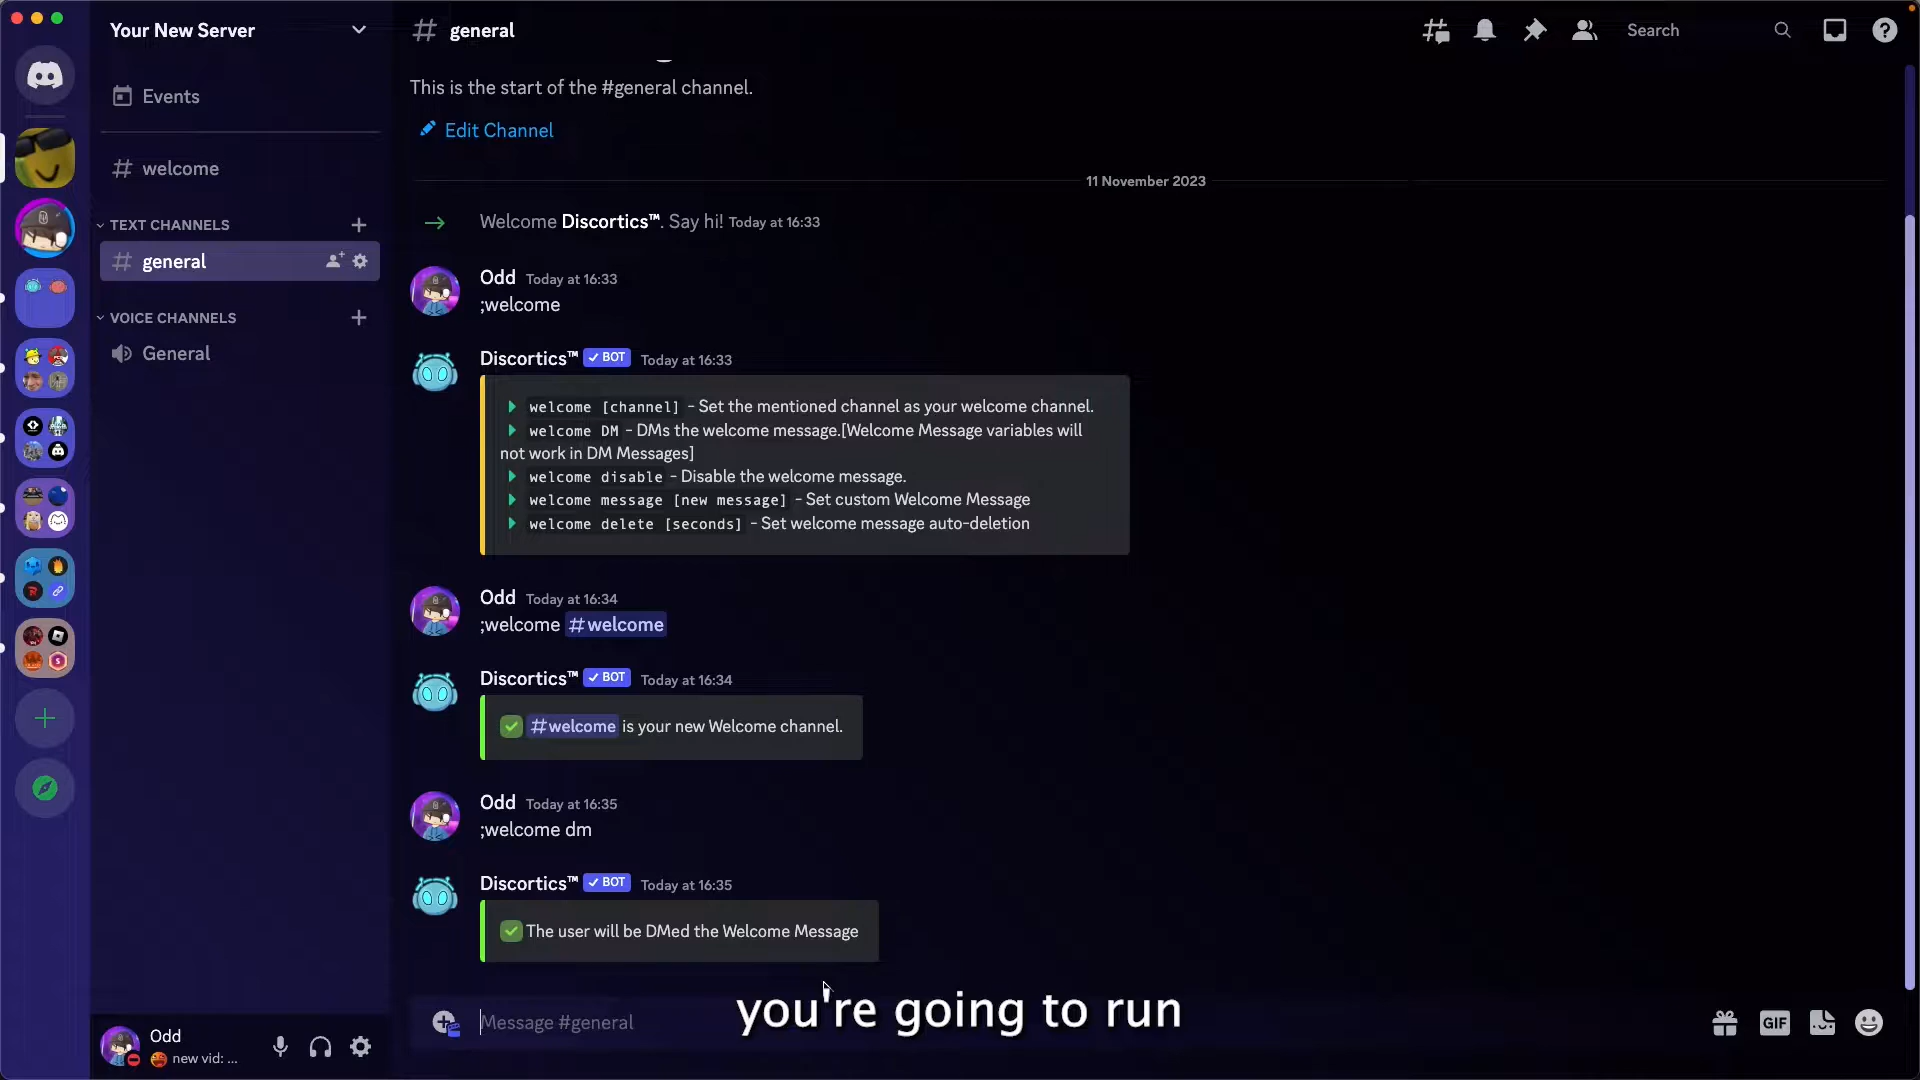 Your New Server
Events
# welcome
TEXT CHANNELS
# general
VOICE CHANNELS
General
Odd
new vid: ...
# general
Search
This is the start of the #general channel.
Edit Channel
11 November 2023
Welcome Discortics™. Say hi! Today at 16:33
Odd Today at 16:33
;welcome
Discortics™ ✓ BOT Today at 16:33
welcome [channel] - Set the mentioned channel as your welcome channel.
welcome DM - DMs the welcome message.[Welcome Message variables will
not work in DM Messages]
welcome disable - Disable the welcome message.
welcome message [new message] - Set custom Welcome Message
welcome delete [seconds] - Set welcome message auto-deletion
Odd Today at 16:34
;welcome #welcome
Discortics™ ✓ BOT Today at 16:34
#welcome is your new Welcome channel.
Odd Today at 16:35
;welcome dm
Discortics™ ✓ BOT Today at 16:35
The user will be DMed the Welcome Message
Message #general
GIF
you're going to run